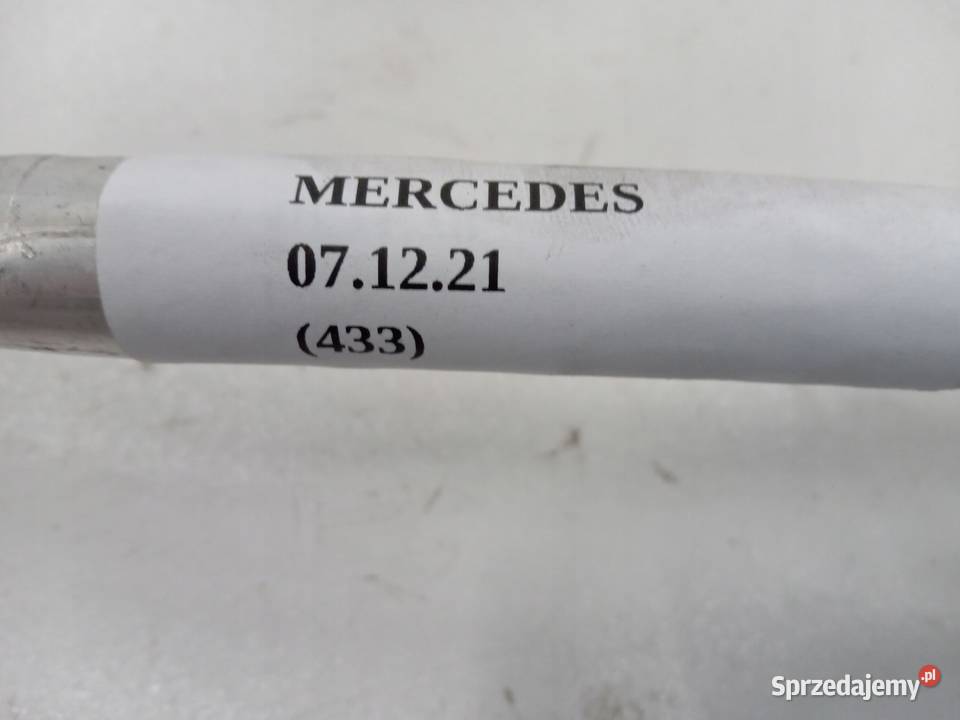 MERCEDES
07.12.21
(433)
Sprzedajemy.pl